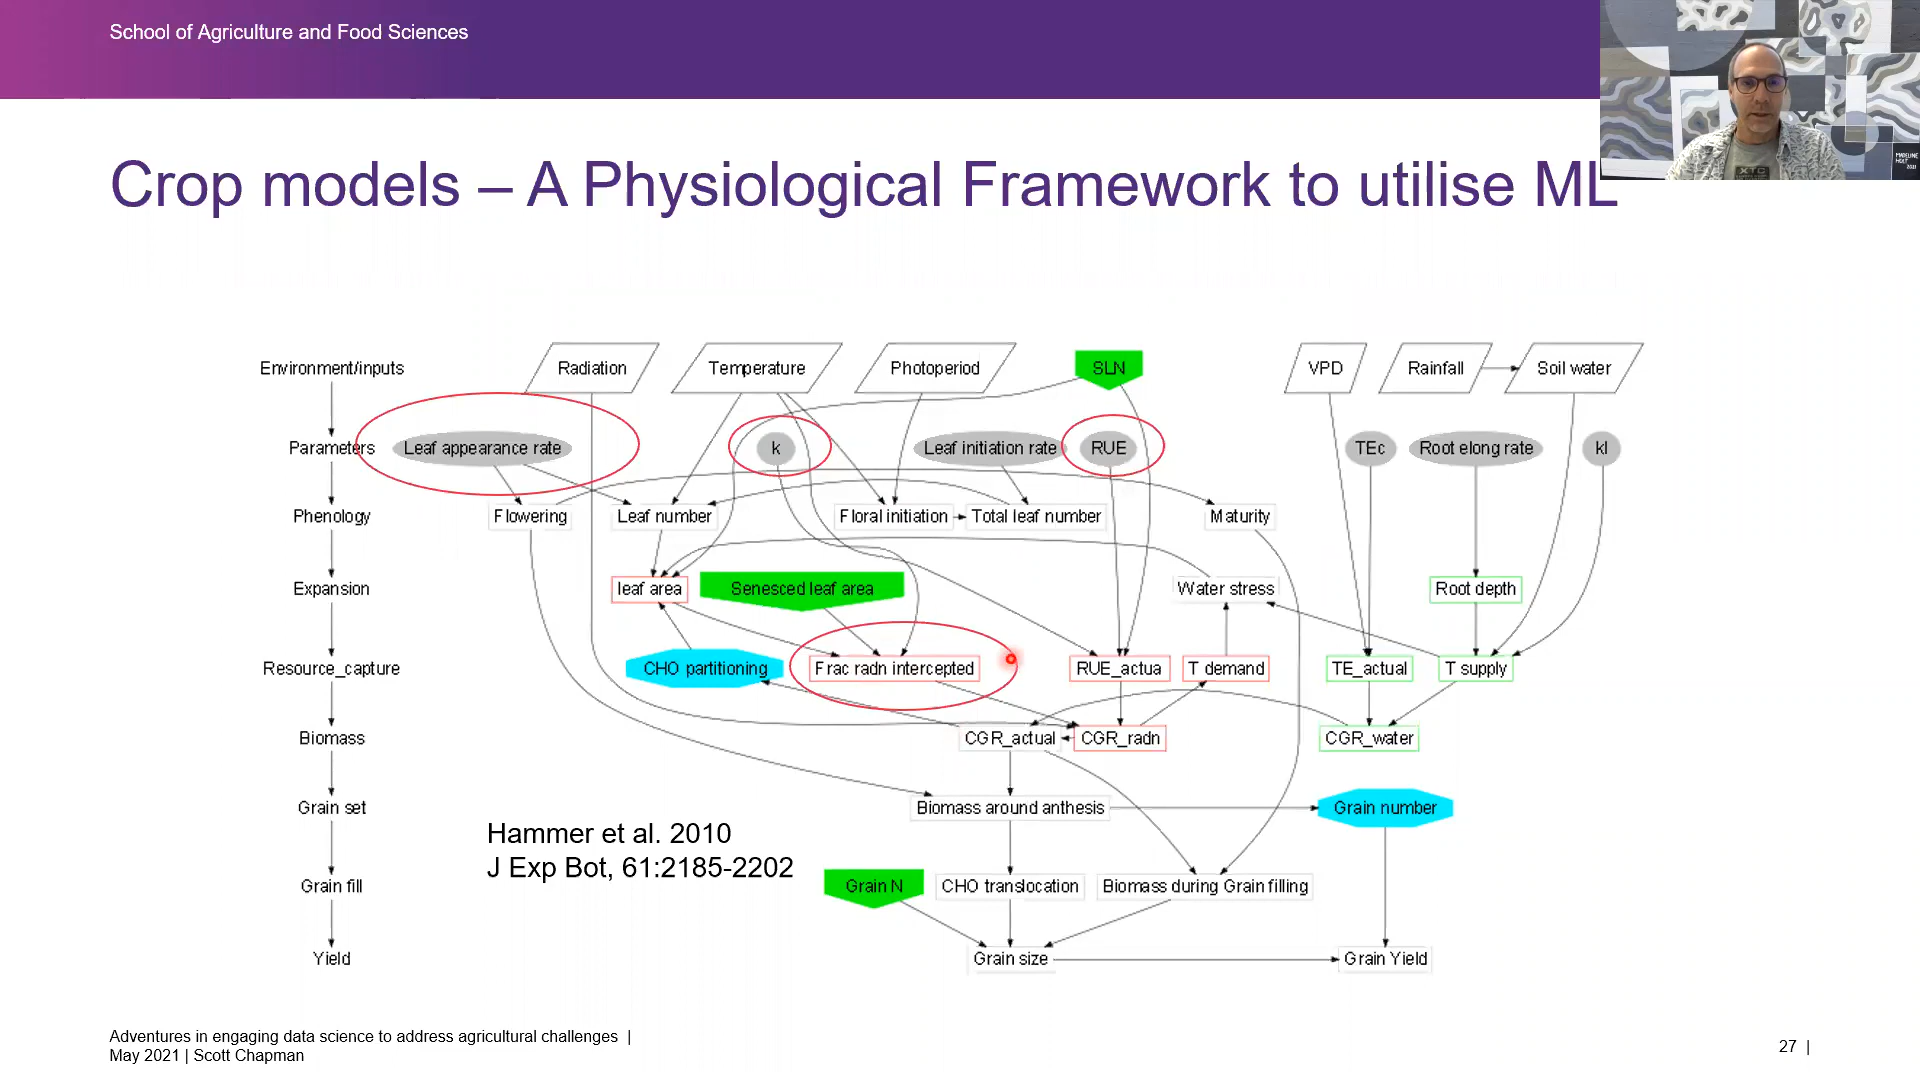 School of Agriculture and Food Sciences
MADELINE
HOLT
2021
XTC
Crop models – A Physiological Framework to utilise ML
Environment/inputs Radiation Temperature Photoperiod SLN VPD Rainfall Soil water
Parameters Leaf appearance rate k Leaf initiation rate RUE TEc Root elong rate kl
Phenology Flowering Leaf number Floral initiation Total leaf number Maturity
Expansion leaf area Senesced leaf area Water stress Root depth
Resource_capture CHO partitioning Frac radn intercepted RUE_actua T demand TE_actual T supply
Biomass CGR_actual CGR_radn CGR_water
Grain set Biomass around anthesis Grain number
Hammer et al. 2010
J Exp Bot, 61:2185-2202
Grain fill Grain N CHO translocation Biomass during Grain filling
Yield Grain size Grain Yield
Adventures in engaging data science to address agricultural challenges |
May 2021 | Scott Chapman
27 |